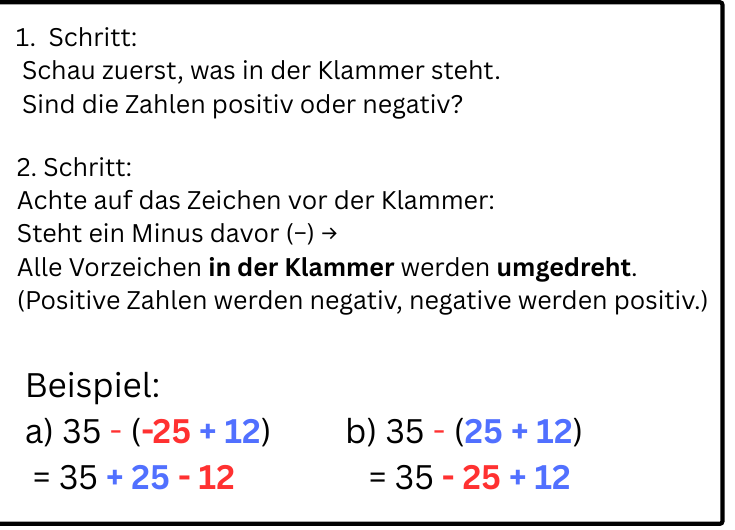 1. Schritt:
Schau zuerst, was in der Klammer steht.
Sind die Zahlen positiv oder negativ?
2. Schritt:
Achte auf das Zeichen vor der Klammer:
Steht ein Minus davor (−) →
Alle Vorzeichen in der Klammer werden umgedreht.
(Positive Zahlen werden negativ, negative werden positiv.)
Beispiel:
a) 35 - (-25 + 12)
= 35 + 25 - 12
b) 35 - (25 + 12)
= 35 - 25 + 12